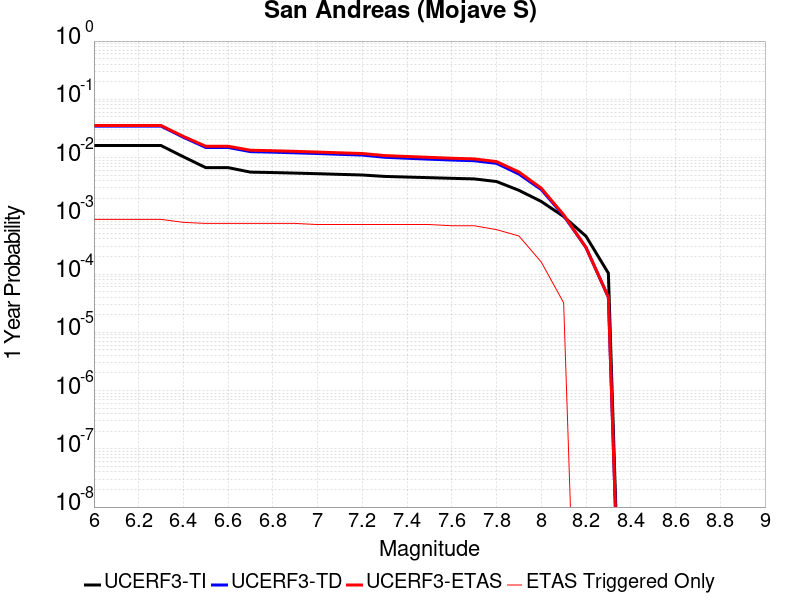 San Andreas (Mojave S)
10^0
10^-1
10^-2
10^-3
10^-4
10^-5
10^-6
10^-7
10^-8
1 Year Probability
6 6.2 6.4 6.6 6.8 7 7.2 7.4 7.6 7.8 8 8.2 8.4 8.6 8.8 9
Magnitude
UCERF3-TI UCERF3-TD UCERF3-ETAS ETAS Triggered Only